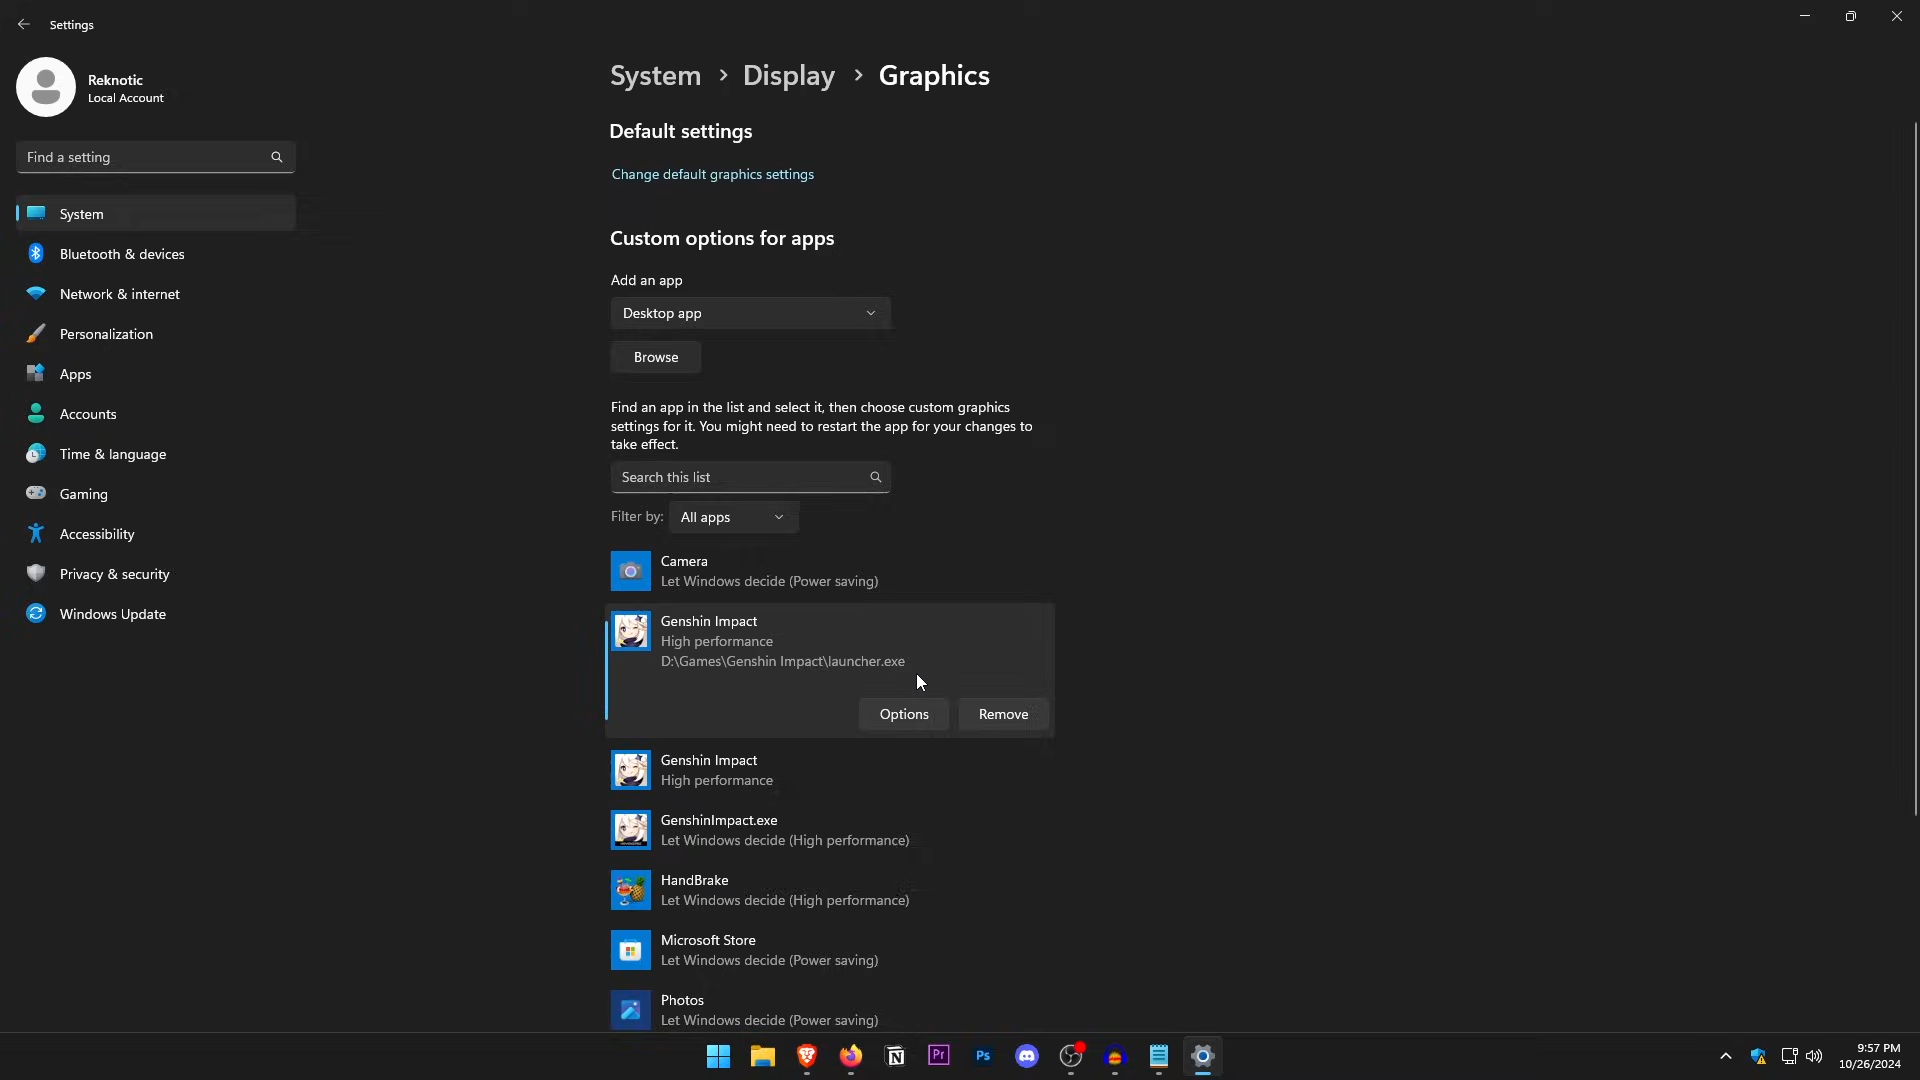 Settings
Reknotic
Local Account
Find a setting
System
Bluetooth & devices
Network & internet
Personalization
Apps
Accounts
Time & language
Gaming
Accessibility
Privacy & security
Windows Update
System > Display > Graphics
Default settings
Change default graphics settings
Custom options for apps
Add an app
Desktop app
Browse
Find an app in the list and select it, then choose custom graphics
settings for it. You might need to restart the app for your changes to
take effect.
Search this list
Filter by: All apps
Camera
Let Windows decide (Power saving)
Genshin Impact
High performance
D:\Games\Genshin Impact\launcher.exe
Options Remove
Genshin Impact
High performance
GenshinImpact.exe
Let Windows decide (High performance)
HandBrake
Let Windows decide (High performance)
Microsoft Store
Let Windows decide (Power saving)
Photos
Let Windows decide (Power saving)
Pr Ps
9:57 PM
10/26/2024